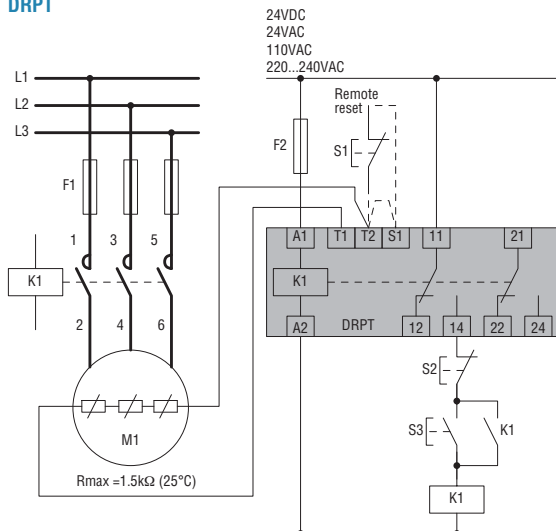 DRPT
24VDC
24VAC
110VAC
220...240VAC
L1
L2
L3
Remote
reset
F2
S1
F1
A1
T1
T2
S1
11
21
1
3
5
K1
K1
A2
DRPT
12
14
22
24
2
4
6
S2
M1
S3
K1
Rmax =1.5kΩ (25°C)
K1